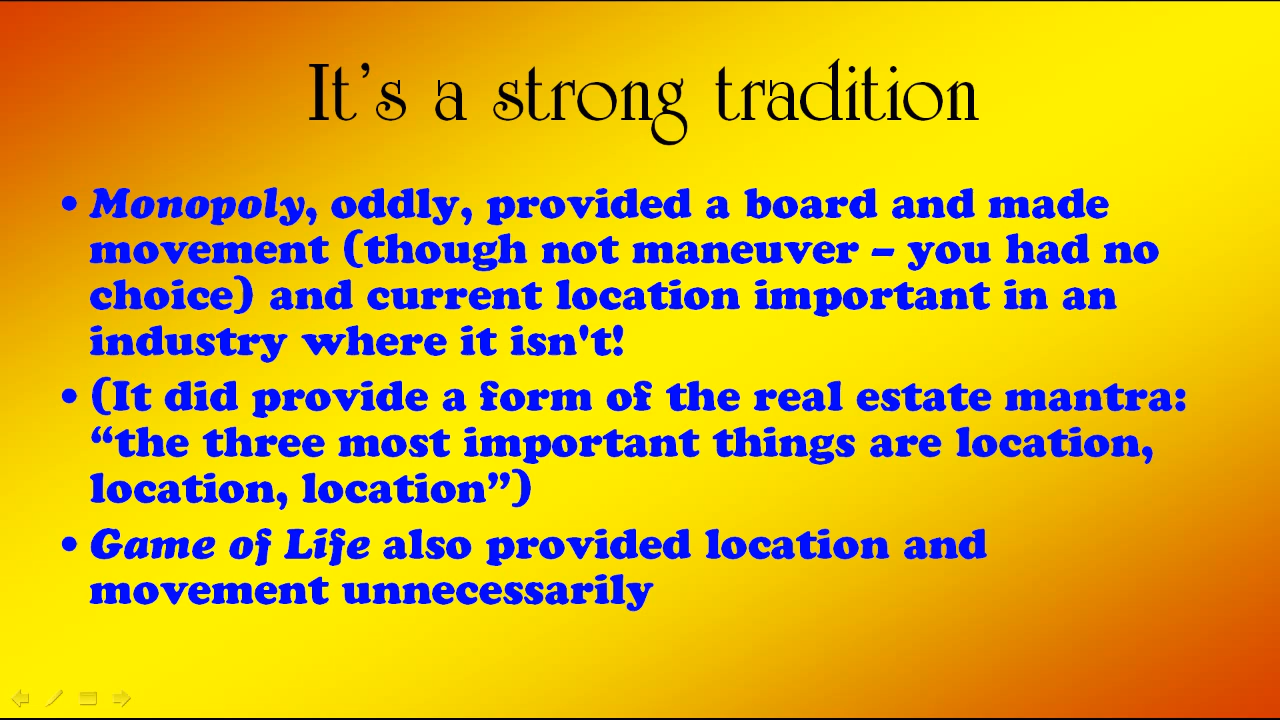 It’s a strong tradition
• Monopoly, oddly, provided a board and made
movement (though not maneuver – you had no
choice) and current location important in an
industry where it isn't!
• (It did provide a form of the real estate mantra:
“the three most important things are location,
location, location”)
• Game of Life also provided location and
movement unnecessarily